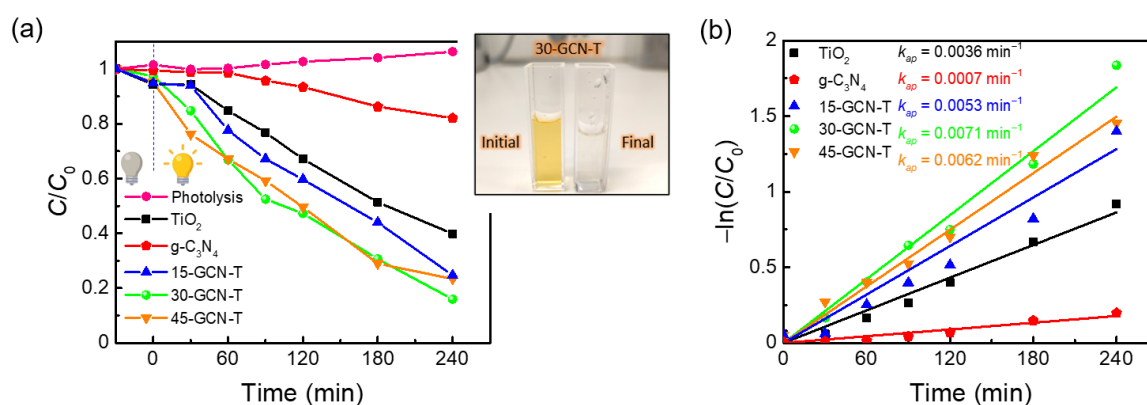 (a)
C/C₀
1
0.8
0.6
0.4
0.2
0
Photolysis
TiO₂
g-C₃N₄
15-GCN-T
30-GCN-T
45-GCN-T
0 60 120 180 240
Time (min)
30-GCN-T
Initial
Final
(b)
−ln(C/C₀)
2
1.5
1
0.5
0
TiO₂ kₐₚ = 0.0036 min⁻¹
g-C₃N₄ kₐₚ = 0.0007 min⁻¹
15-GCN-T kₐₚ = 0.0053 min⁻¹
30-GCN-T kₐₚ = 0.0071 min⁻¹
45-GCN-T kₐₚ = 0.0062 min⁻¹
0 60 120 180 240
Time (min)